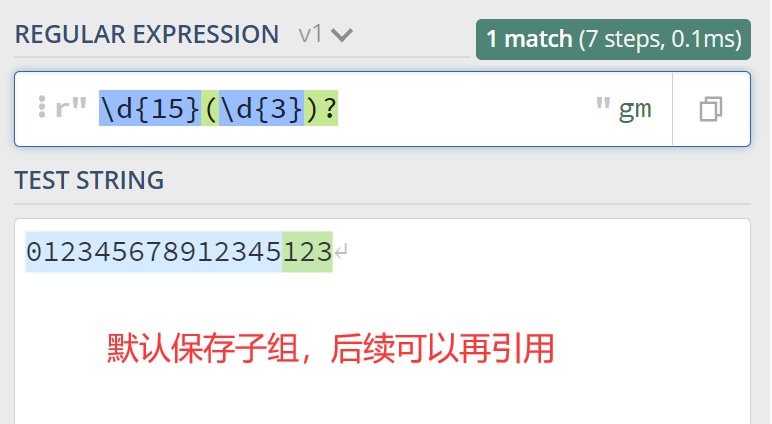 REGULAR EXPRESSION v1
1 match (7 steps, 0.1ms)
r" \d{15}(\d{3})? " gm
TEST STRING
012345678912345123↵
默认保存子组，后续可以再引用